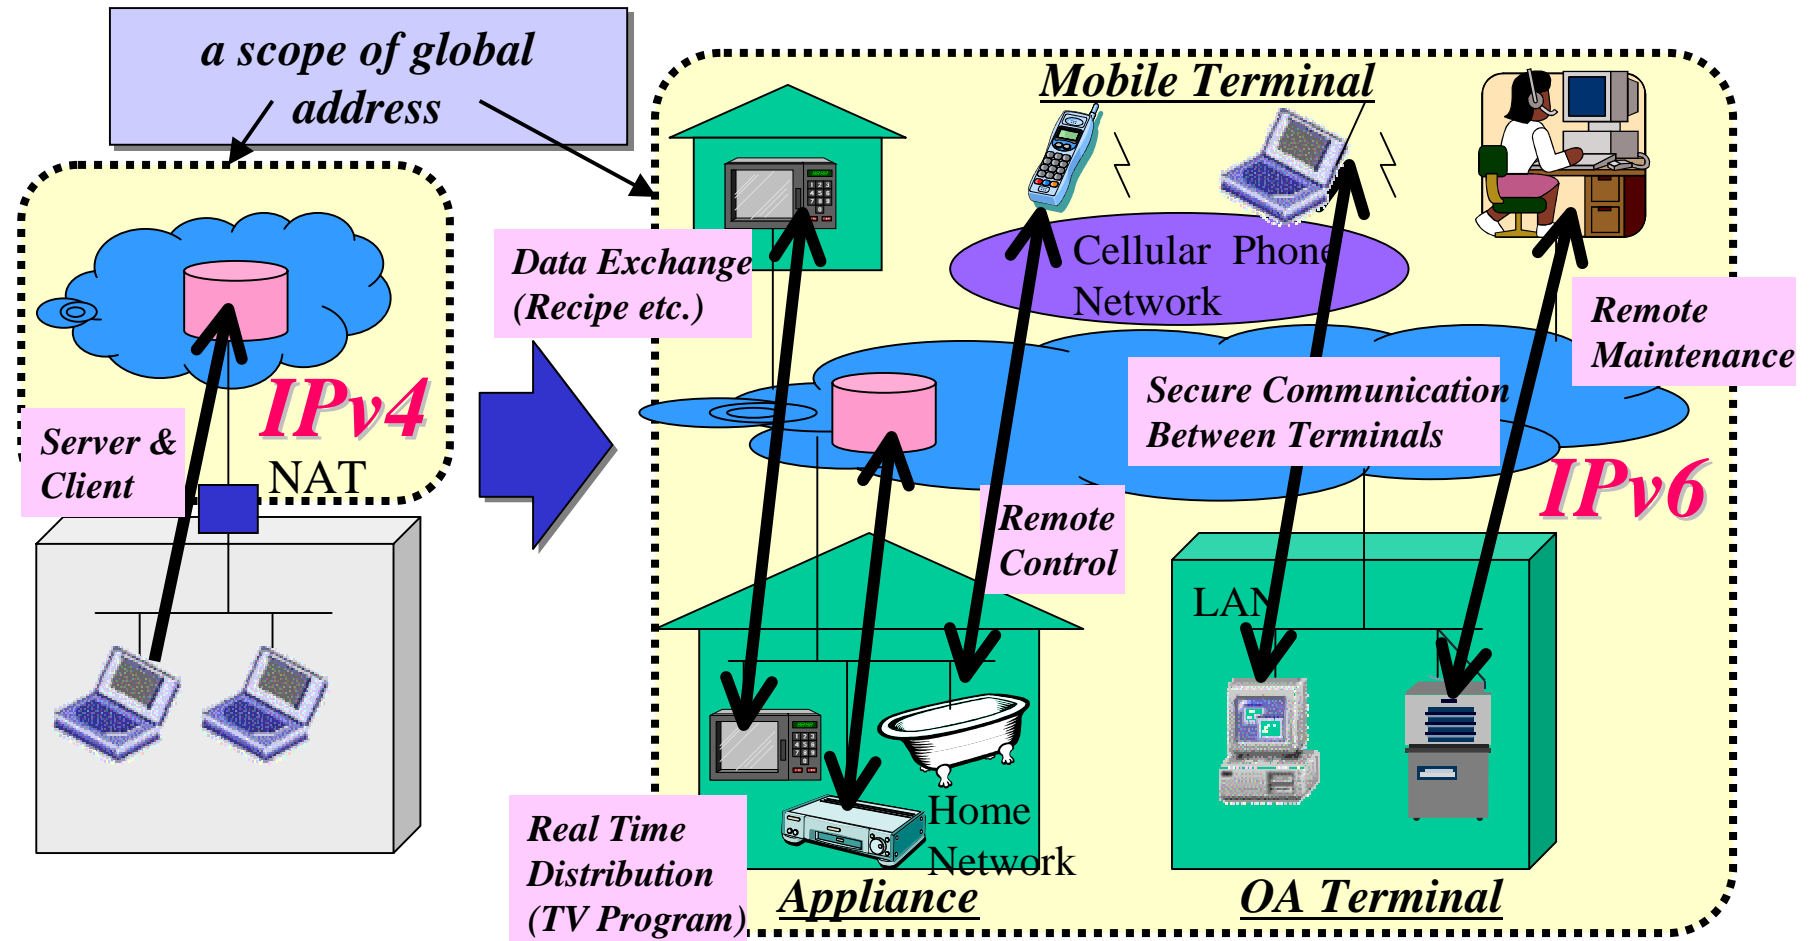 a scope of global
address
Mobile Terminal
Data Exchange
(Recipe etc.)
Cellular Phone
Network
Remote
Maintenance
IPv4
Server &
Client
NAT
Secure Communication
Between Terminals
IPv6
Remote
Control
LAN
Home
Network
Real Time
Distribution
(TV Program)
Appliance
OA Terminal